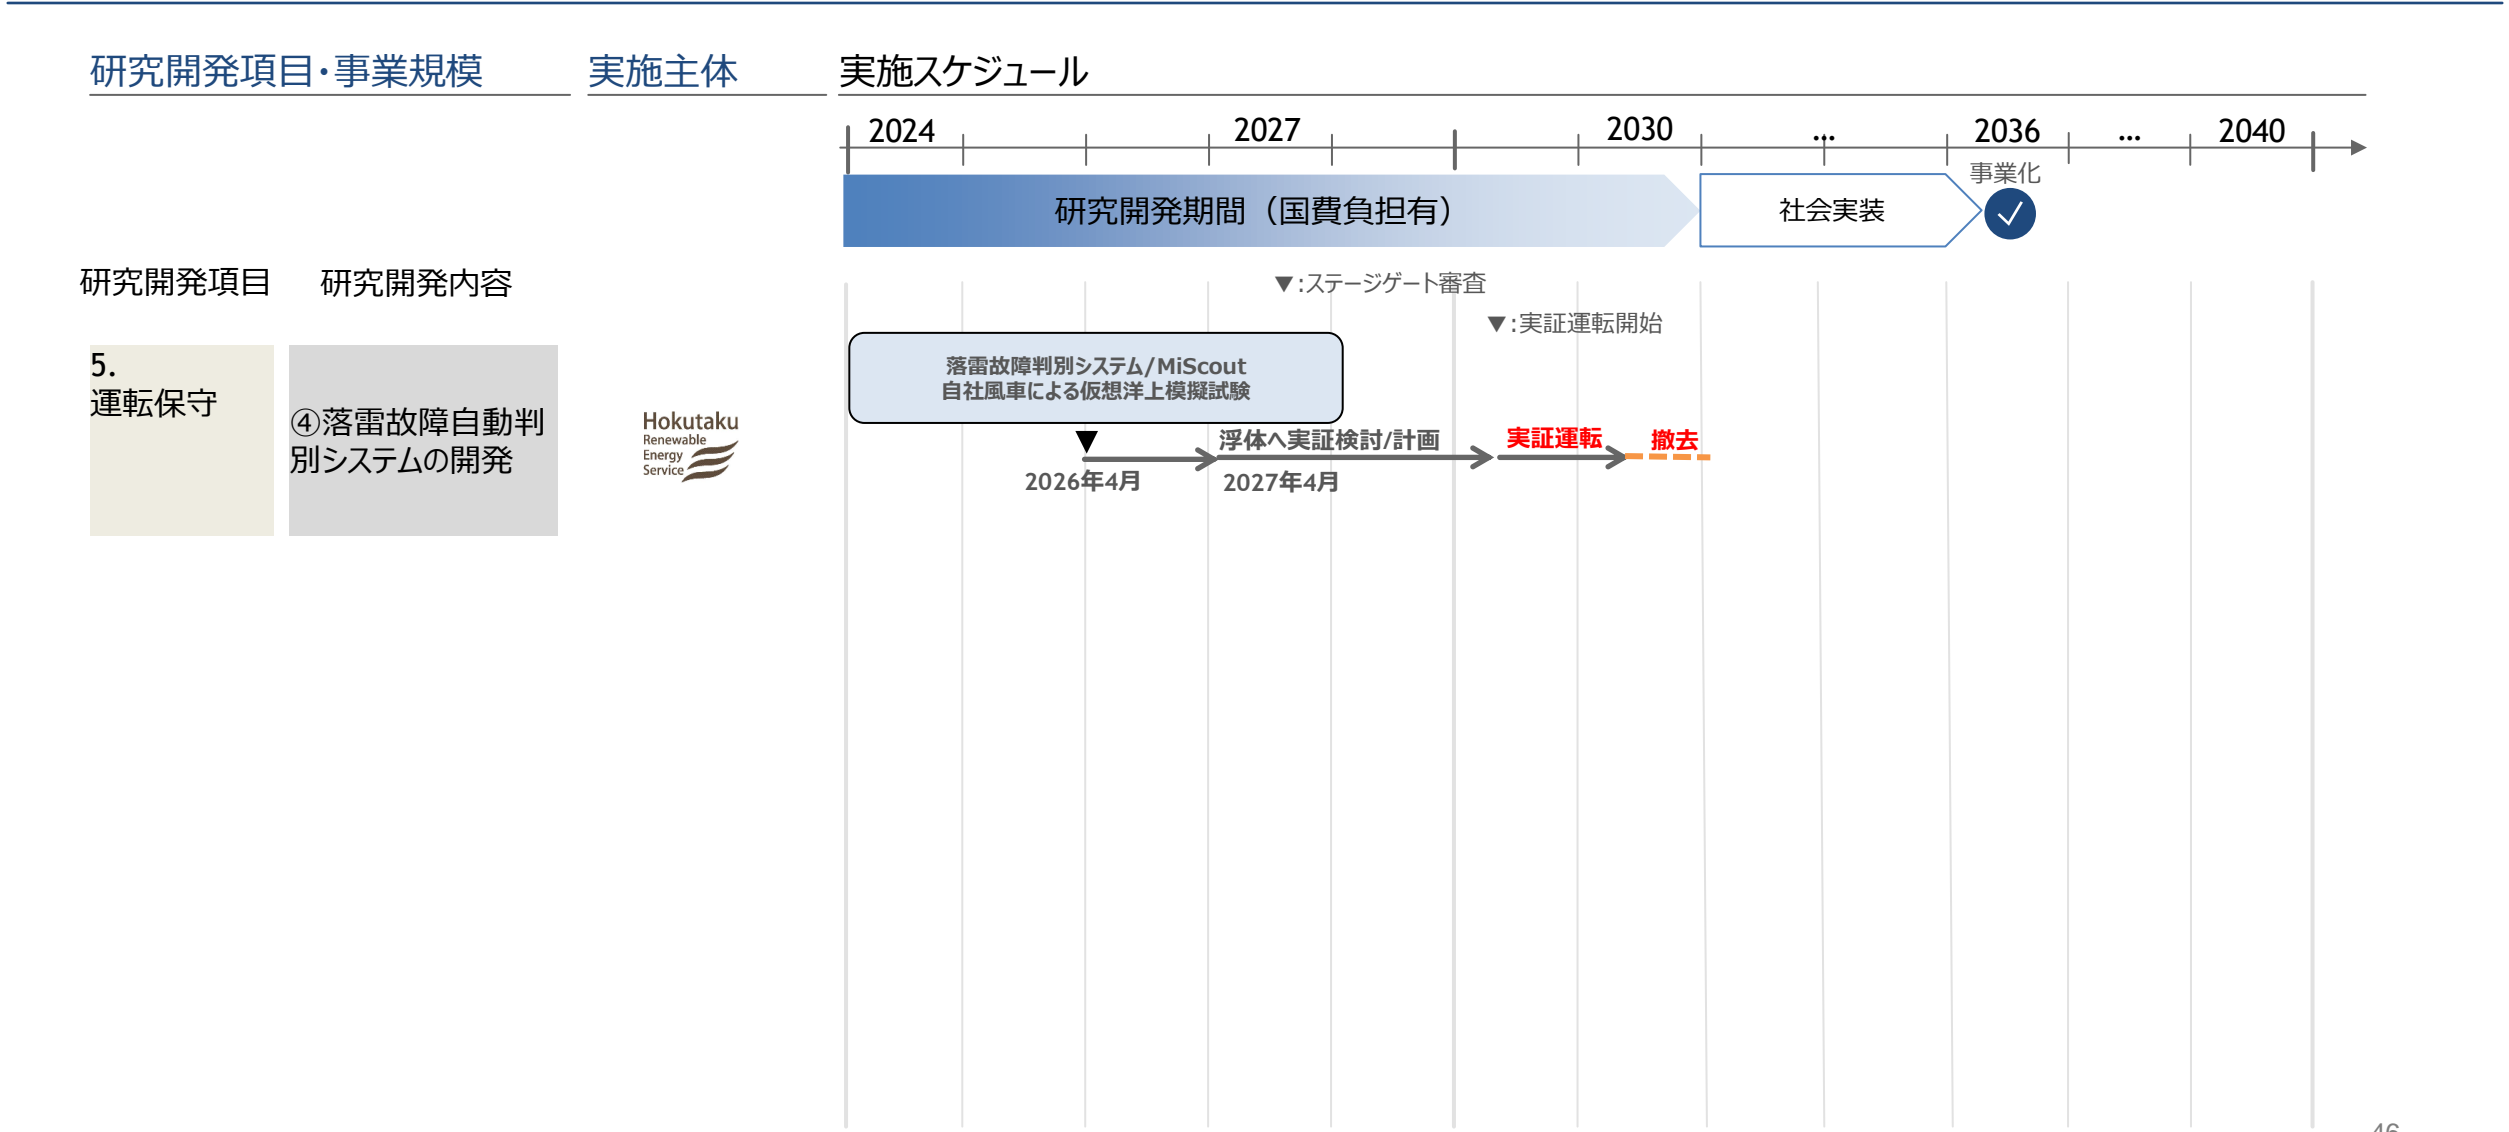 研究開発項目・事業規模
実施主体
実施スケジュール
2024
2027
2030
…
2036
…
2040
事業化
研究開発期間（国費負担有）
社会実装
研究開発項目
研究開発内容
▼:ステージゲート審査
▼:実証運転開始
5.
運転保守
④落雷故障自動判
別システムの開発
Hokutaku
Renewable
Energy
Service
落雷故障判別システム/MiScout
自社風車による仮想洋上模擬試験
▼
浮体へ実証検討/計画
実証運転
撤去
2026年4月
2027年4月
46